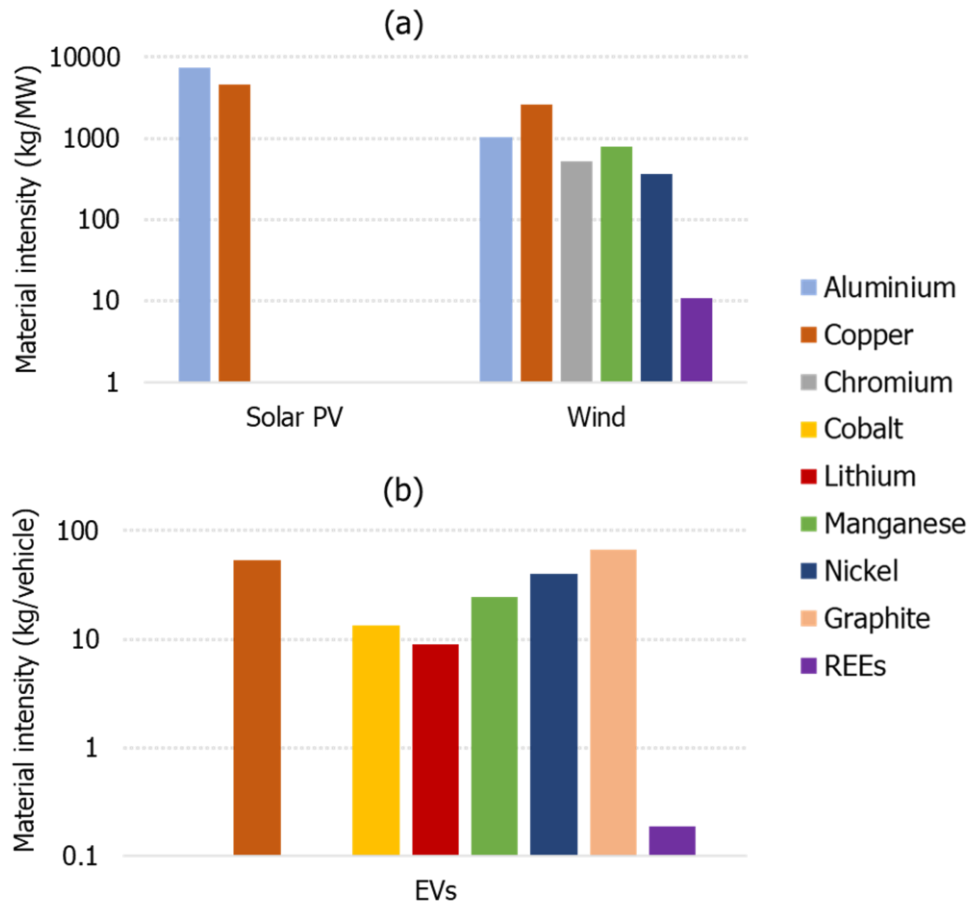 (a)
Material intensity (kg/MW)
10000
1000
100
10
1
Solar PV
Wind
(b)
Material intensity (kg/vehicle)
100
10
1
0.1
EVs
Aluminium
Copper
Chromium
Cobalt
Lithium
Manganese
Nickel
Graphite
REEs